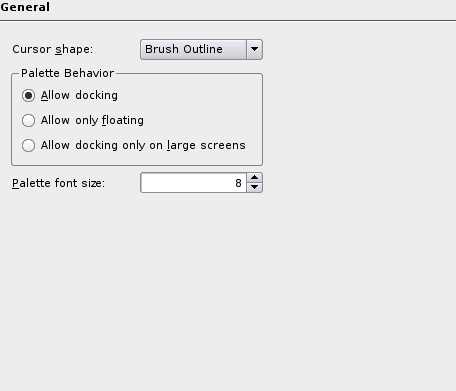 General
Cursor shape: Brush Outline
Palette Behavior
Allow docking
Allow only floating
Allow docking only on large screens
Palette font size: 8